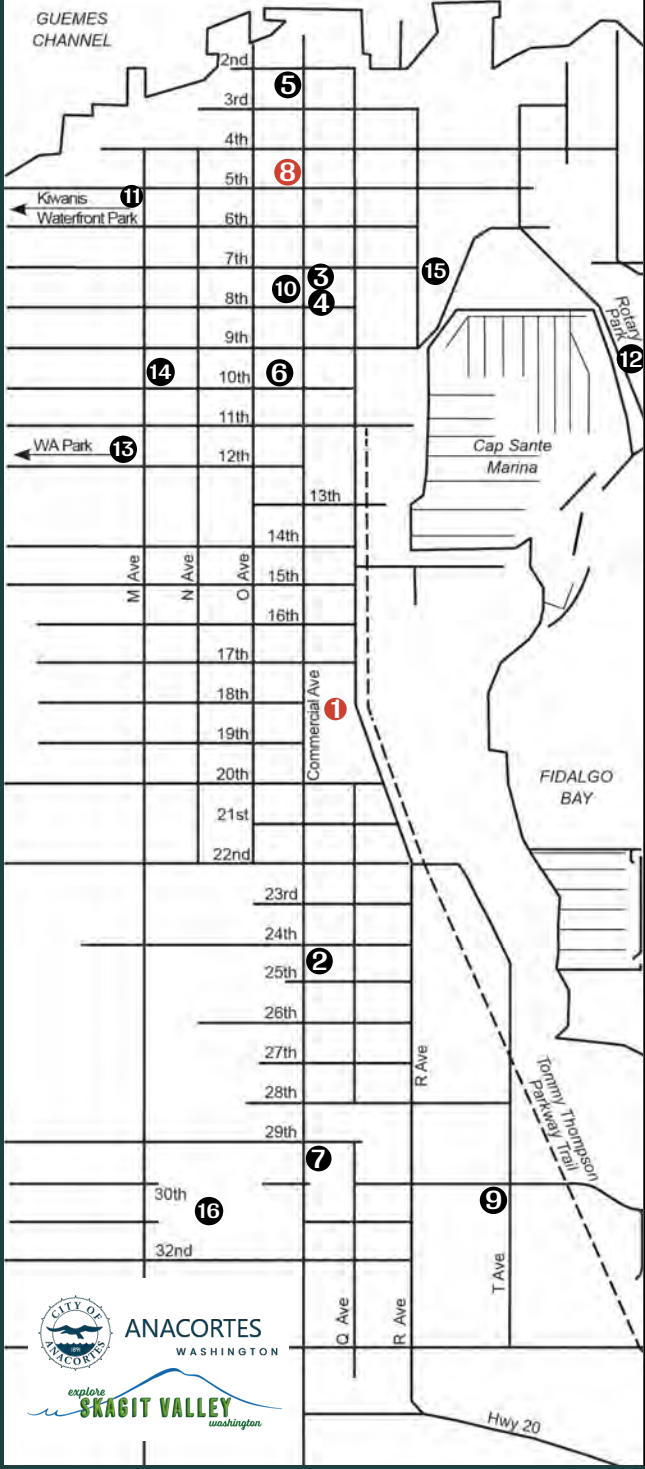 GUEMES
CHANNEL
2nd
5
3rd
4th
8
5th
Kiwanis
Waterfront Park
11
6th
7th
3
15
10
4
8th
Rotary
Park
9th
12
14
10th
6
11th
WA Park
13
12th
Cap Sante
Marina
13th
14th
M Ave
N Ave
O Ave
15th
16th
17th
18th
Commercial Ave
1
19th
20th
FIDALGO
BAY
21st
22nd
23rd
24th
2
25th
26th
27th
R Ave
28th
Tommy Thompson
Parkway Trail
29th
7
30th
16
9
32nd
T Ave
Q Ave
R Ave
CITY OF
ANACORTES
1891
ANACORTES
WASHINGTON
explore
SKAGIT VALLEY
washington
Hwy 20